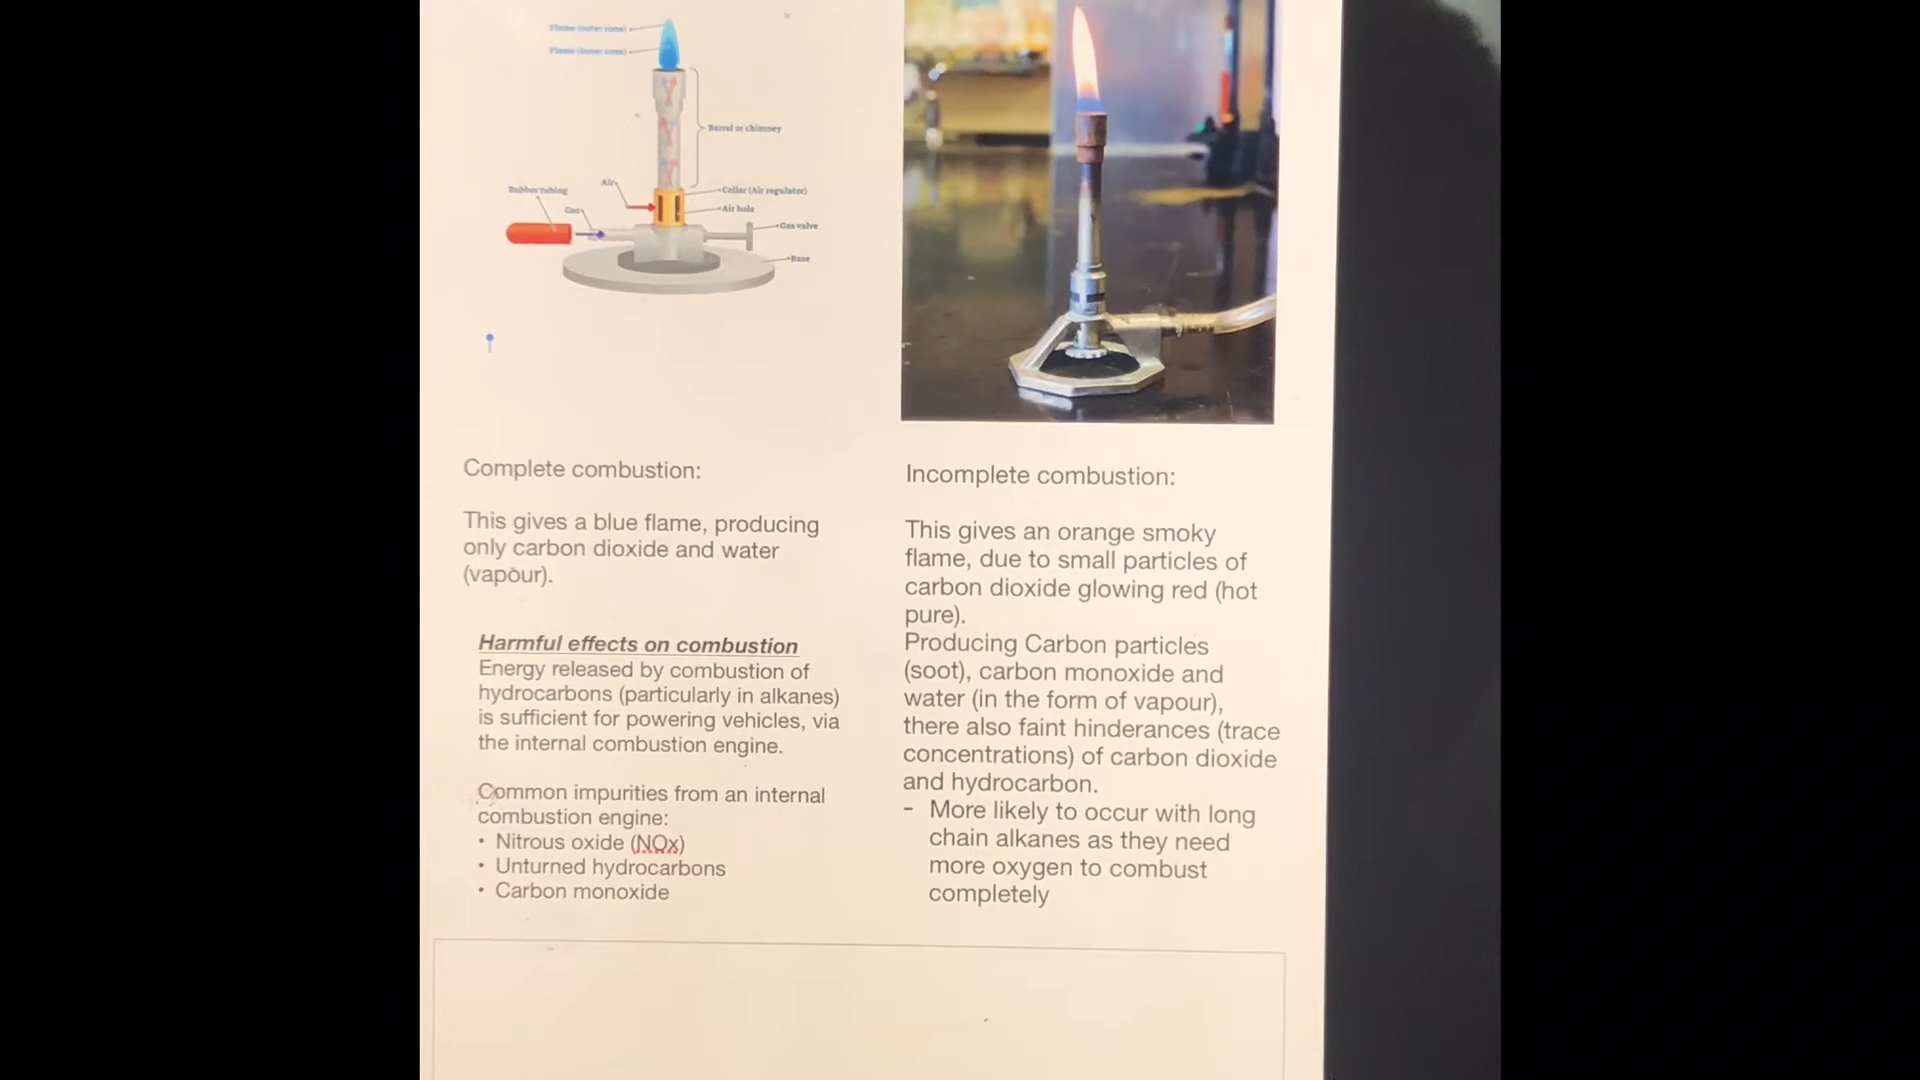 Flame (outer cone)
Flame (inner cone)
Barrel or chimney
Rubber tubing
Air
Gas
Collar (Air regulator)
Air hole
Gas valve
Base
Complete combustion:
This gives a blue flame, producing
only carbon dioxide and water
(vapour).
Harmful effects on combustion
Energy released by combustion of
hydrocarbons (particularly in alkanes)
is sufficient for powering vehicles, via
the internal combustion engine.
Common impurities from an internal
combustion engine:
• Nitrous oxide (NOx)
• Unturned hydrocarbons
• Carbon monoxide
Incomplete combustion:
This gives an orange smoky
flame, due to small particles of
carbon dioxide glowing red (hot
pure).
Producing Carbon particles
(soot), carbon monoxide and
water (in the form of vapour),
there also faint hinderances (trace
concentrations) of carbon dioxide
and hydrocarbon.
- More likely to occur with long
chain alkanes as they need
more oxygen to combust
completely